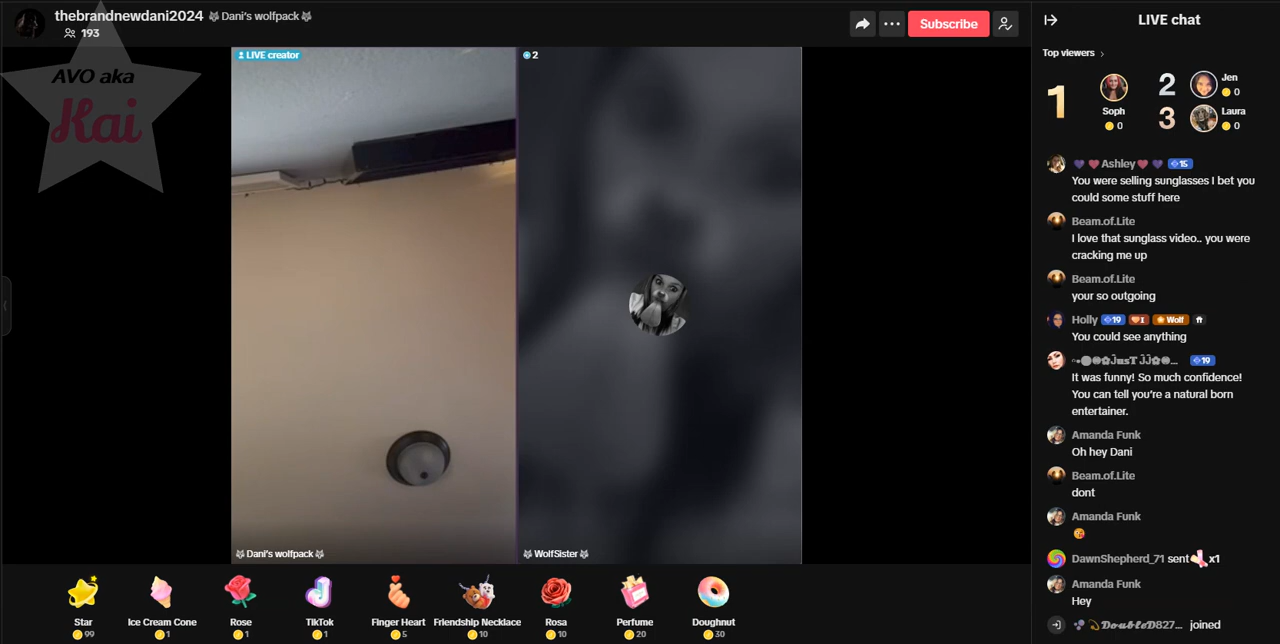 thebrandnewdani2024 🐺Dani's wolfpack🐺
193
Subscribe
LIVE chat
AVO aka
Kai
LIVE creator
2
🐺Dani's wolfpack🐺
🐺WolfSister🐺
Top viewers
1
Soph
0
2
Jen
0
3
Laura
0
💜❤️Ashley❤️💜 15
You were selling sunglasses I bet you
could some stuff here
Beam.of.Lite
I love that sunglass video.. you were
cracking me up
Beam.of.Lite
your so outgoing
Holly 19 I Wolf
You could see anything
19
It was funny! So much confidence!
You can tell you're a natural born
entertainer.
Amanda Funk
Oh hey Dani
Beam.of.Lite
dont
Amanda Funk
😘
DawnShepherd_71 sent x1
Amanda Funk
Hey
𝓓𝓸𝓾𝓫𝓵𝓮𝓓827... joined
Star
99
Ice Cream Cone
1
Rose
1
TikTok
1
Finger Heart
5
Friendship Necklace
10
Rosa
10
Perfume
20
Doughnut
30